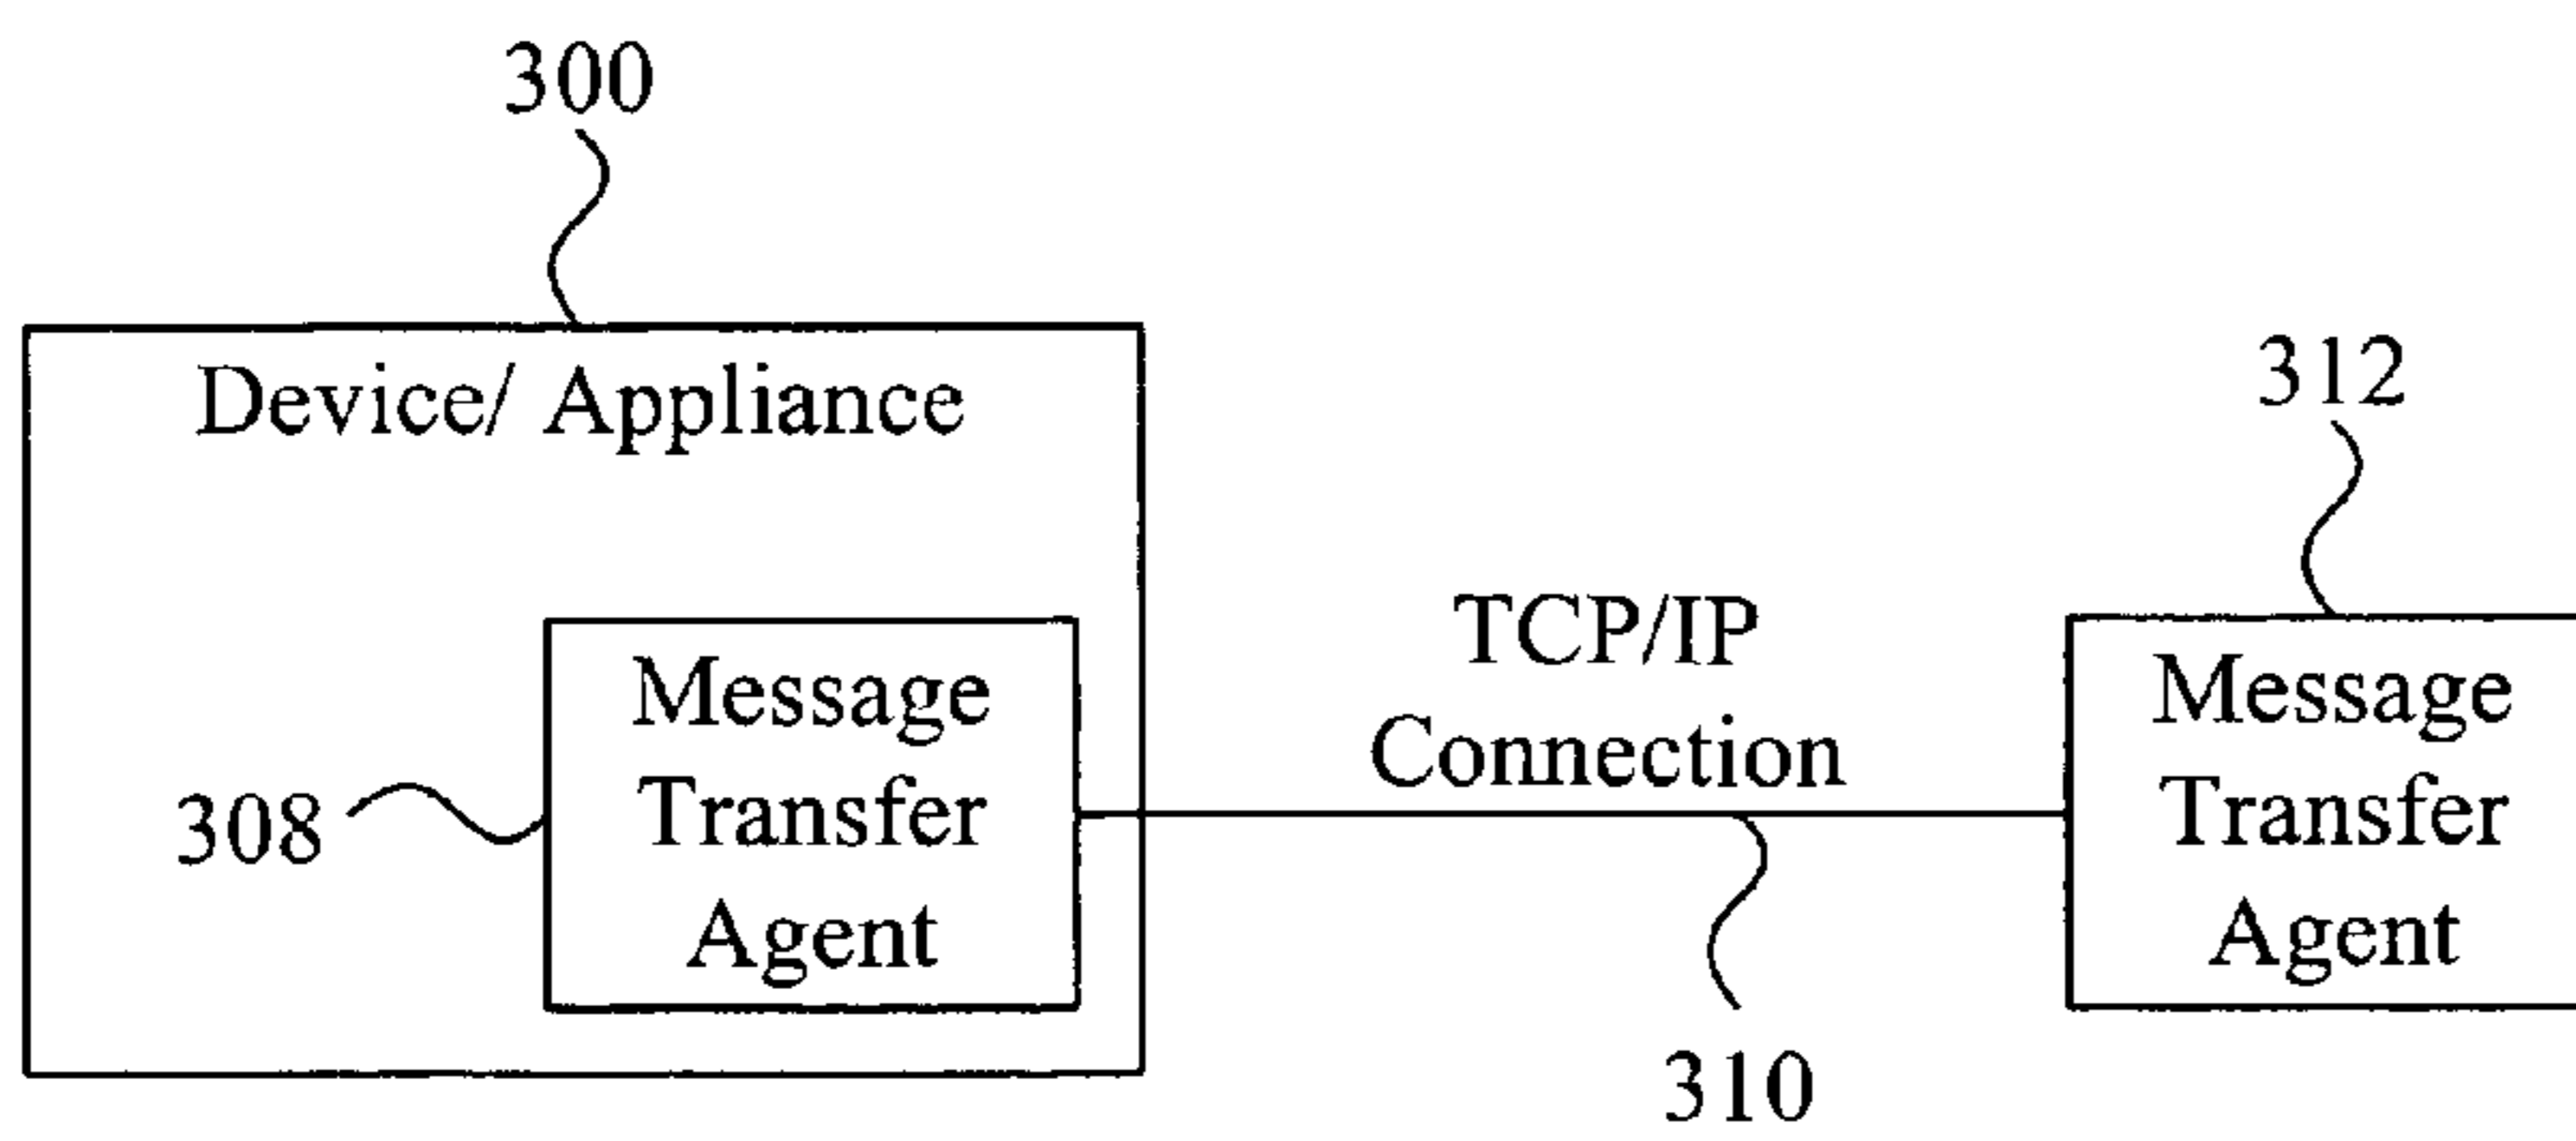 300
Device/ Appliance
312
TCP/IP
Connection
Message
Transfer
Agent
308
Message
Transfer
Agent
310